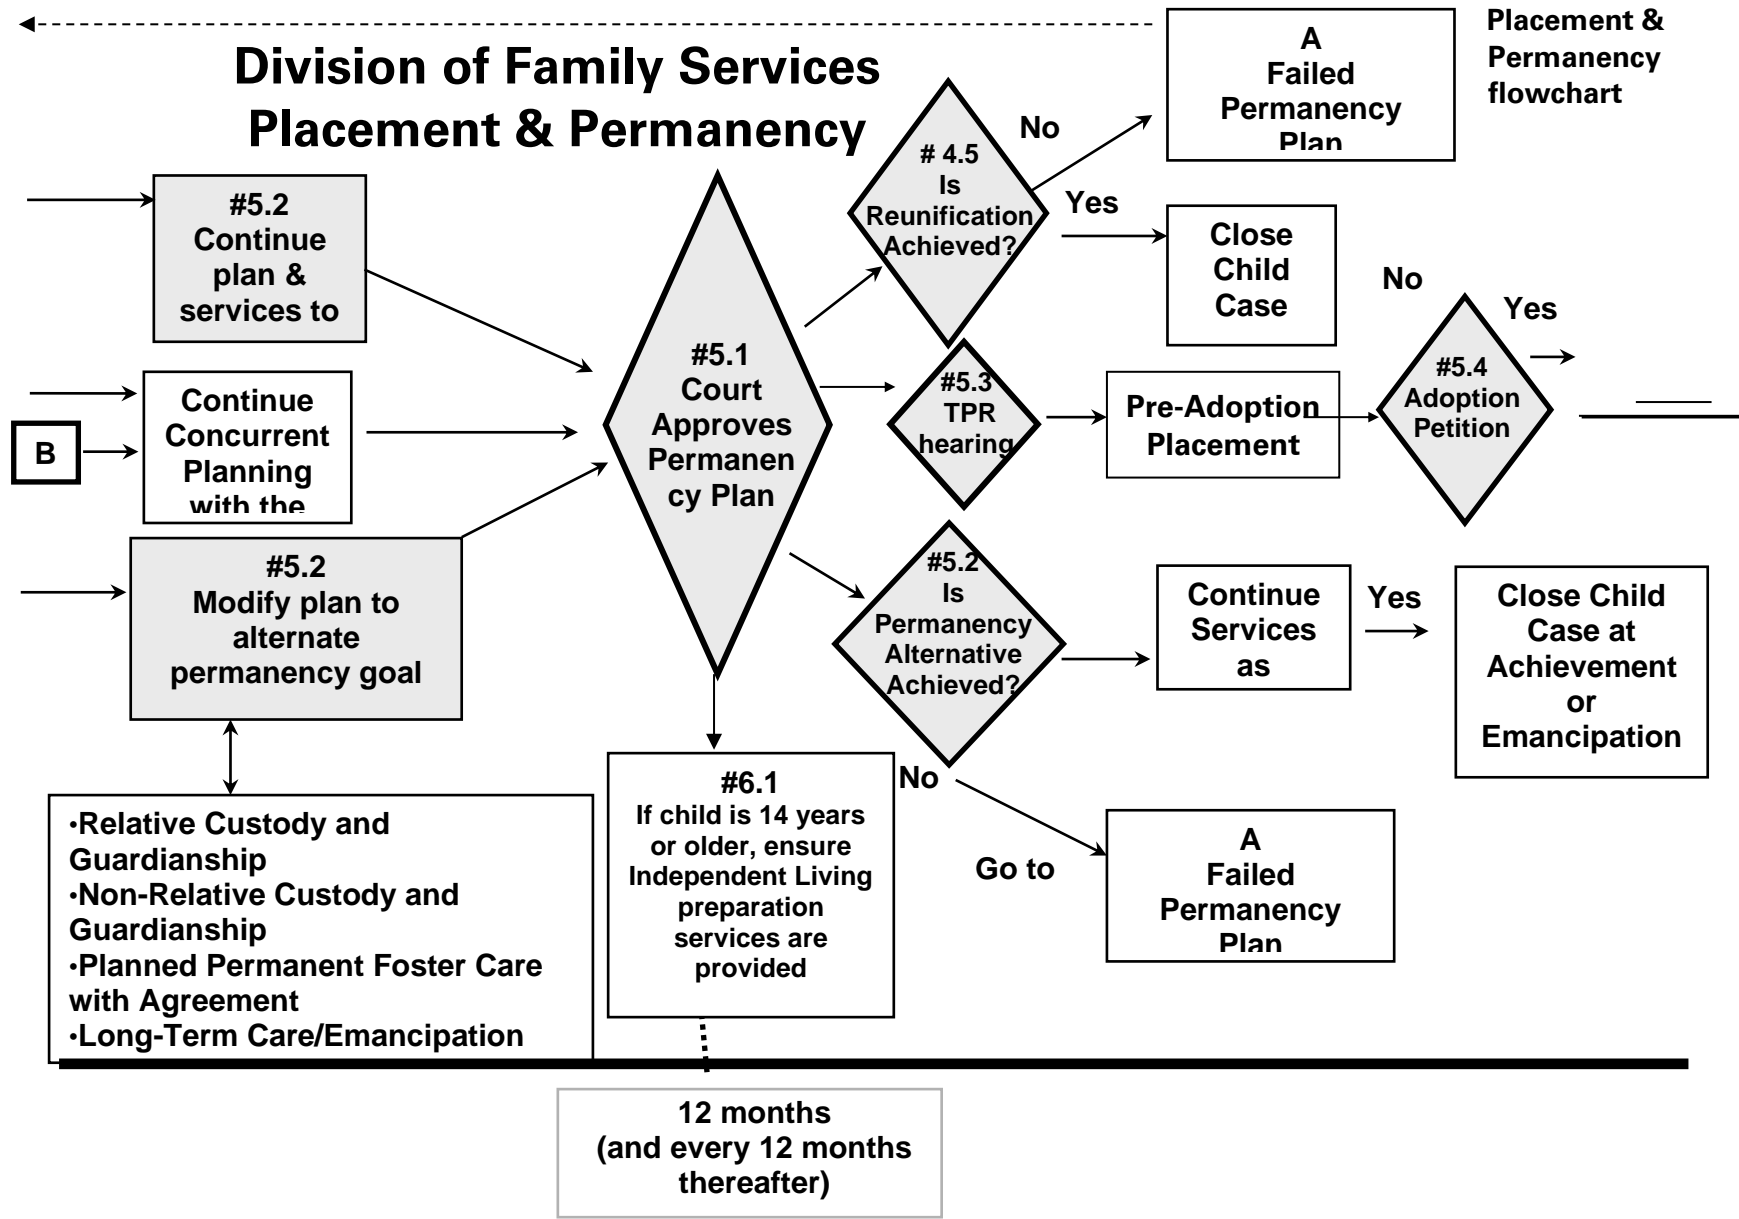 Division of Family Services
Placement & Permanency
Placement &
Permanency
flowchart
A
Failed
Permanency
Plan
# 4.5
Is
Reunification
Achieved?
No
Yes
Close
Child
Case
#5.2
Continue
plan &
services to
Continue
Concurrent
Planning
with the
B
#5.2
Modify plan to
alternate
permanency goal
•Relative Custody and
Guardianship
•Non-Relative Custody and
Guardianship
•Planned Permanent Foster Care
with Agreement
•Long-Term Care/Emancipation
#5.1
Court
Approves
Permanen
cy Plan
#5.3
TPR
hearing
Pre-Adoption
Placement
No
Yes
#5.4
Adoption
Petition
#5.2
Is
Permanency
Alternative
Achieved?
Continue
Services
as
Yes
Close Child
Case at
Achievement
or
Emancipation
No
Go to
A
Failed
Permanency
Plan
#6.1
If child is 14 years
or older, ensure
Independent Living
preparation
services are
provided
12 months
(and every 12 months
thereafter)